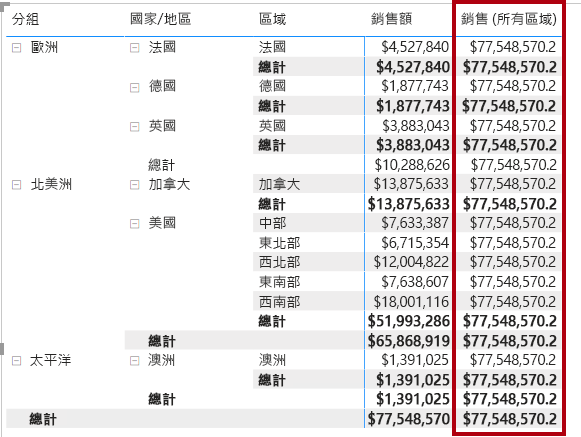 分組 國家/地區 區域 銷售額 銷售 (所有區域)
歐洲 法國 法國 $4,527,840 $77,548,570.2
總計 $4,527,840 $77,548,570.2
德國 德國 $1,877,743 $77,548,570.2
總計 $1,877,743 $77,548,570.2
英國 英國 $3,883,043 $77,548,570.2
總計 $3,883,043 $77,548,570.2
總計 $10,288,626 $77,548,570.2
北美洲 加拿大 加拿大 $13,875,633 $77,548,570.2
總計 $13,875,633 $77,548,570.2
美國 中部 $7,633,387 $77,548,570.2
東北部 $6,715,354 $77,548,570.2
西北部 $12,004,822 $77,548,570.2
東南部 $7,638,607 $77,548,570.2
西南部 $18,001,116 $77,548,570.2
總計 $51,993,286 $77,548,570.2
總計 $65,868,919 $77,548,570.2
太平洋 澳洲 澳洲 $1,391,025 $77,548,570.2
總計 $1,391,025 $77,548,570.2
總計 $1,391,025 $77,548,570.2
總計 $77,548,570 $77,548,570.2